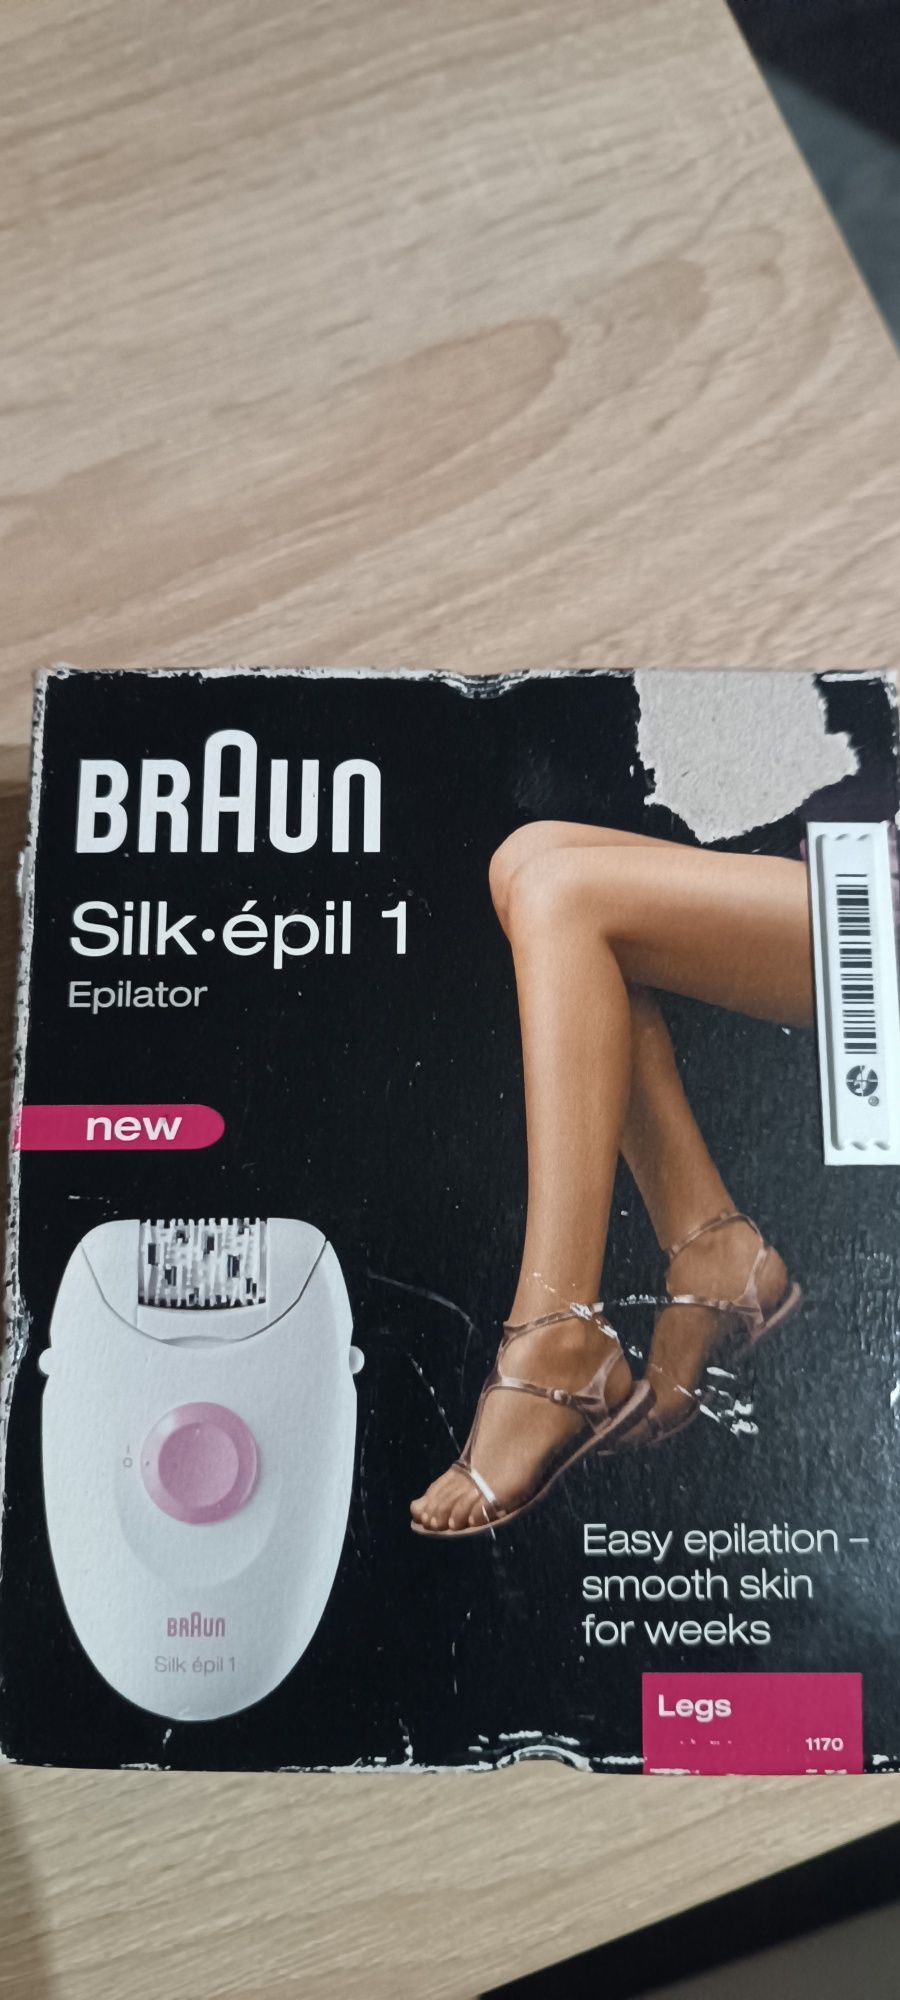 BRAUN
Silk·épil 1
Epilator
new
BRAUN
Silk épil 1
Easy epilation –
smooth skin
for weeks
Legs
1170